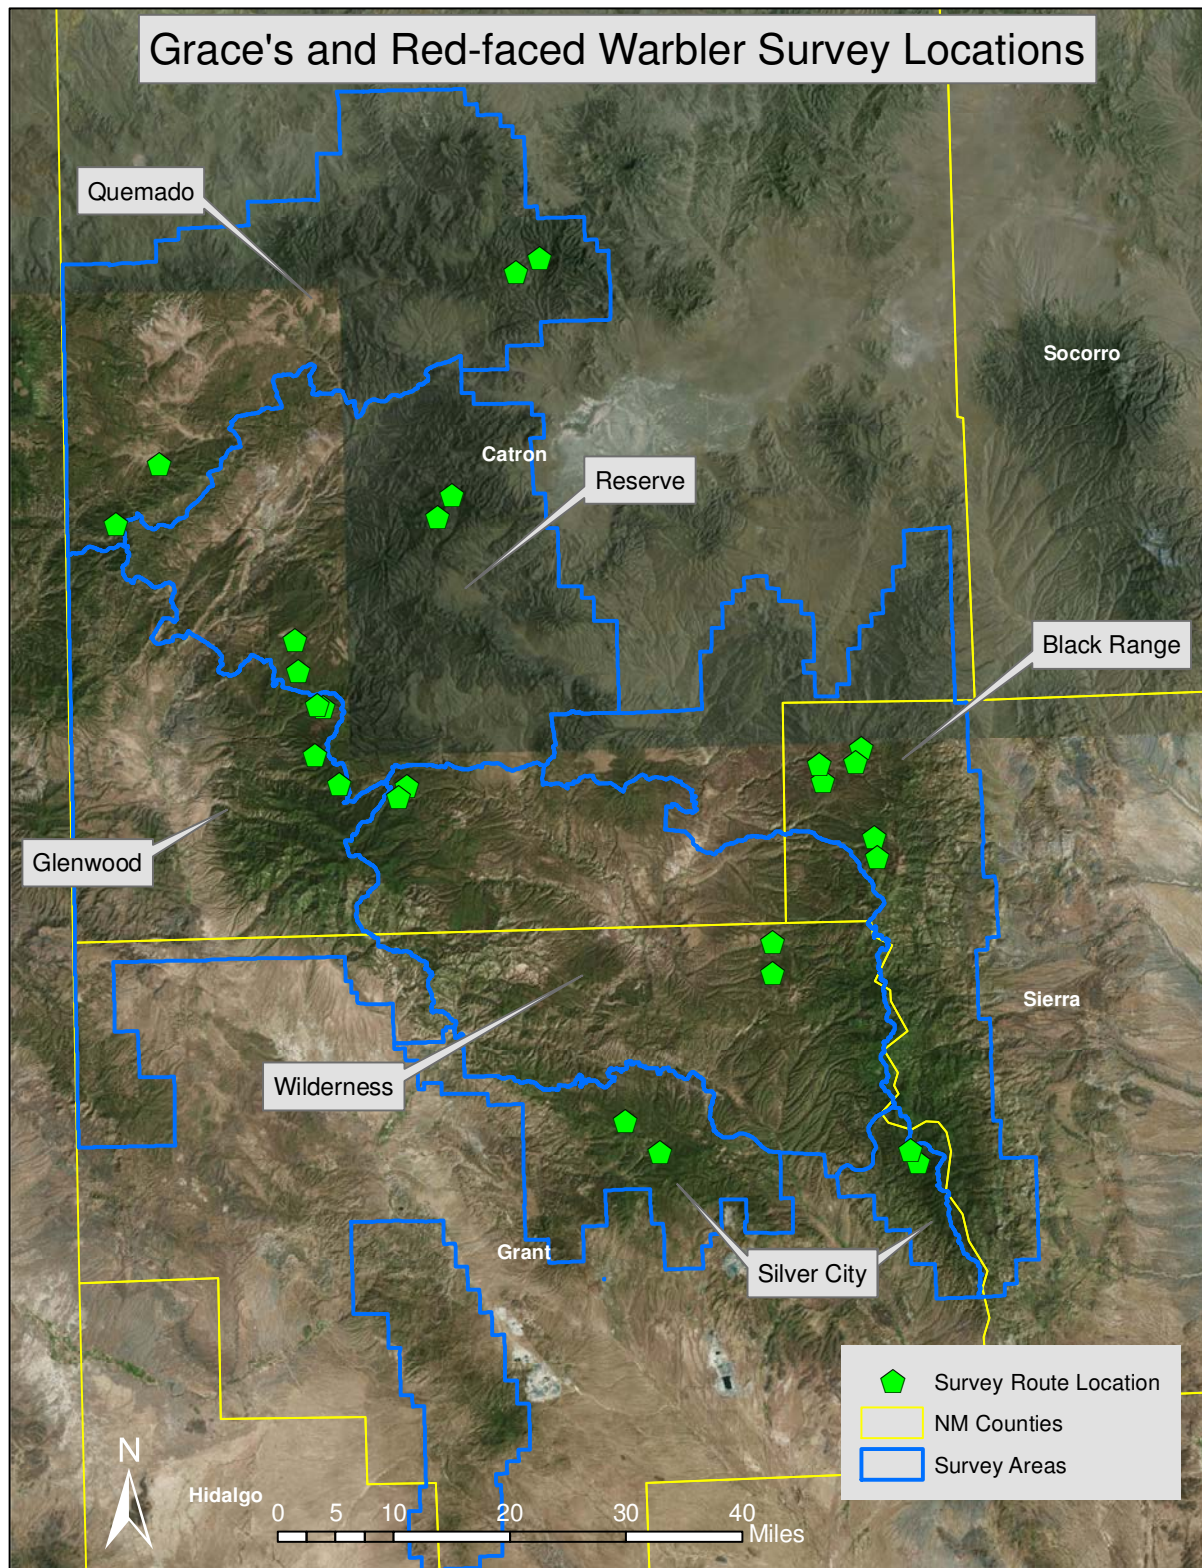 Grace's and Red-faced Warbler Survey Locations
Quemado
Socorro
Catron
Reserve
Black Range
Glenwood
Sierra
Wilderness
Grant
Silver City
Survey Route Location
NM Counties
Survey Areas
N
Hidalgo
0 5 10 20 30 40
Miles